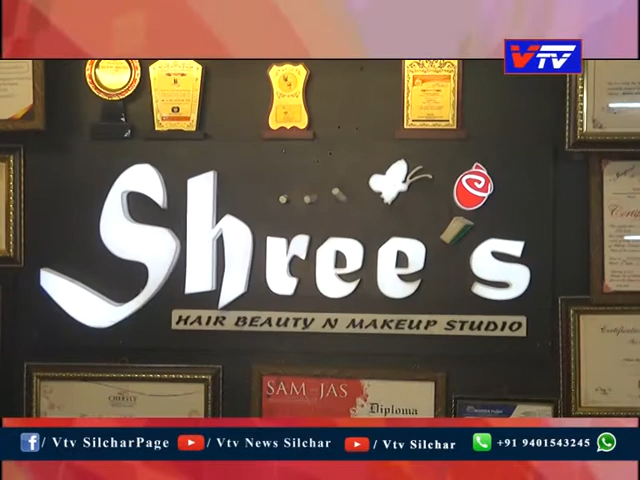 VTV
Shree's
HAIR BEAUTY N MAKEUP STUDIO
SAM-JAS
Diploma
/ Vtv SilcharPage
/ Vtv News Silchar
/ Vtv Silchar
+91 9401543245